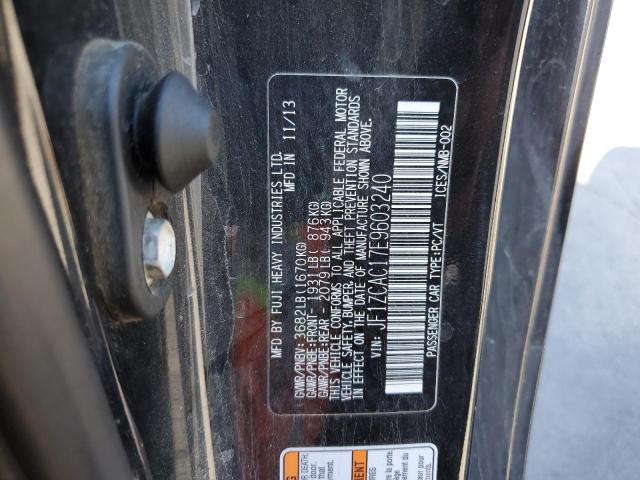 MFD BY FUJI HEAVY INDUSTRIES LTD.
MFD IN 11/13
GVWR/PNBV:3682LB(1670KG)
GAWR/PNBE:FRONT- 1931LB( 876KG)
GAWR/PNBE:REAR - 2079LB( 943KG)
THIS VEHICLE CONFORMS TO ALL APPLICABLE FEDERAL MOTOR
VEHICLE SAFETY, BUMPER, AND THEFT PREVENTION STANDARDS
IN EFFECT ON THE DATE OF MANUFACTURE SHOWN ABOVE.
VIN: JF1ZCAC17E9603240
PASSENGER CAR TYPE:PC/VT ICES/NMB-002